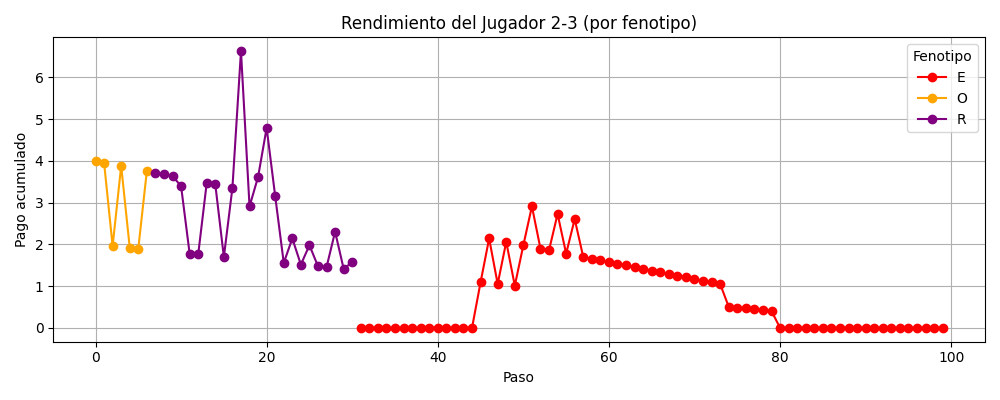 Rendimiento del Jugador 2-3 (por fenotipo)
Pago acumulado
6
5
4
3
2
1
0
Fenotipo
E
O
R
0 20 40 60 80 100
Paso